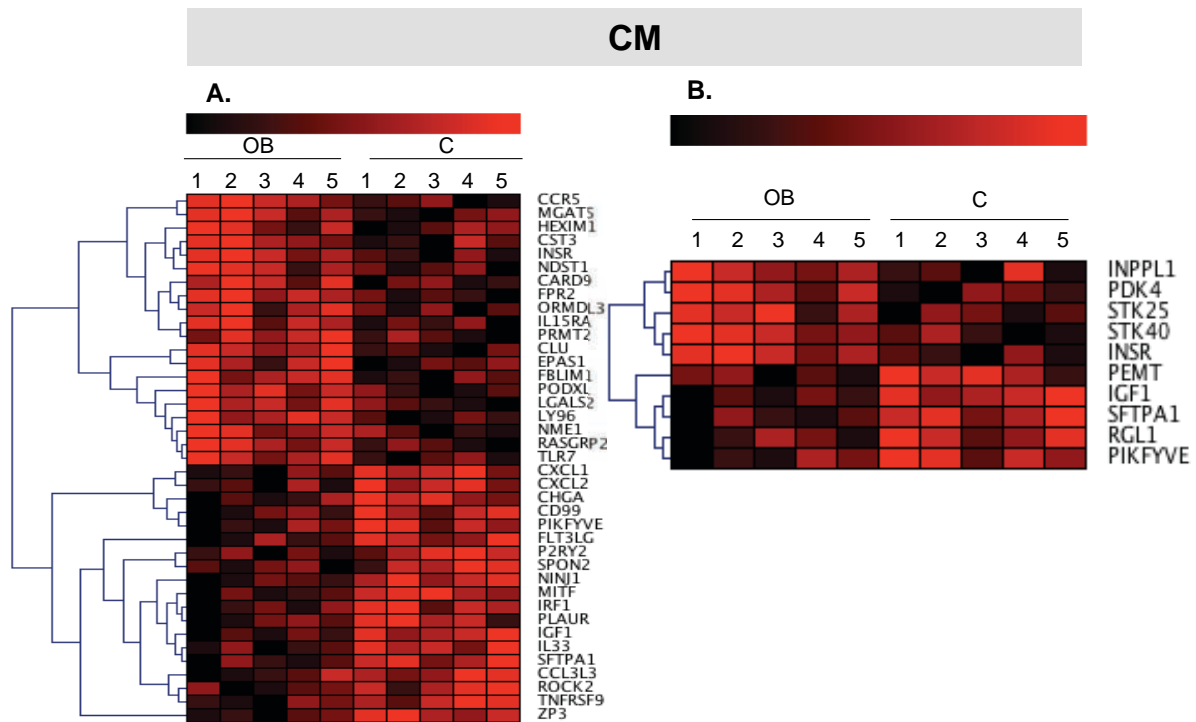 CM
A.
OB C
1 2 3 4 5 1 2 3 4 5
CCR5
MGAT5
HEXIM1
CST3
INSR
NDST1
CARD9
FPR2
ORMDL3
IL15RA
PRMT2
CLU
EPAS1
FBLIM1
PODXL
LGALS2
LY96
NME1
RASGRP2
TLR7
CXCL1
CXCL2
CHGA
CD99
PIKFYVE
FLT3LG
P2RY2
SPON2
NINJ1
MITF
IRF1
PLAUR
IGF1
IL33
SFTPA1
CCL3L3
ROCK2
TNFRSF9
ZP3
B.
OB C
1 2 3 4 5 1 2 3 4 5
INPPL1
PDK4
STK25
STK40
INSR
PEMT
IGF1
SFTPA1
RGL1
PIKFYVE